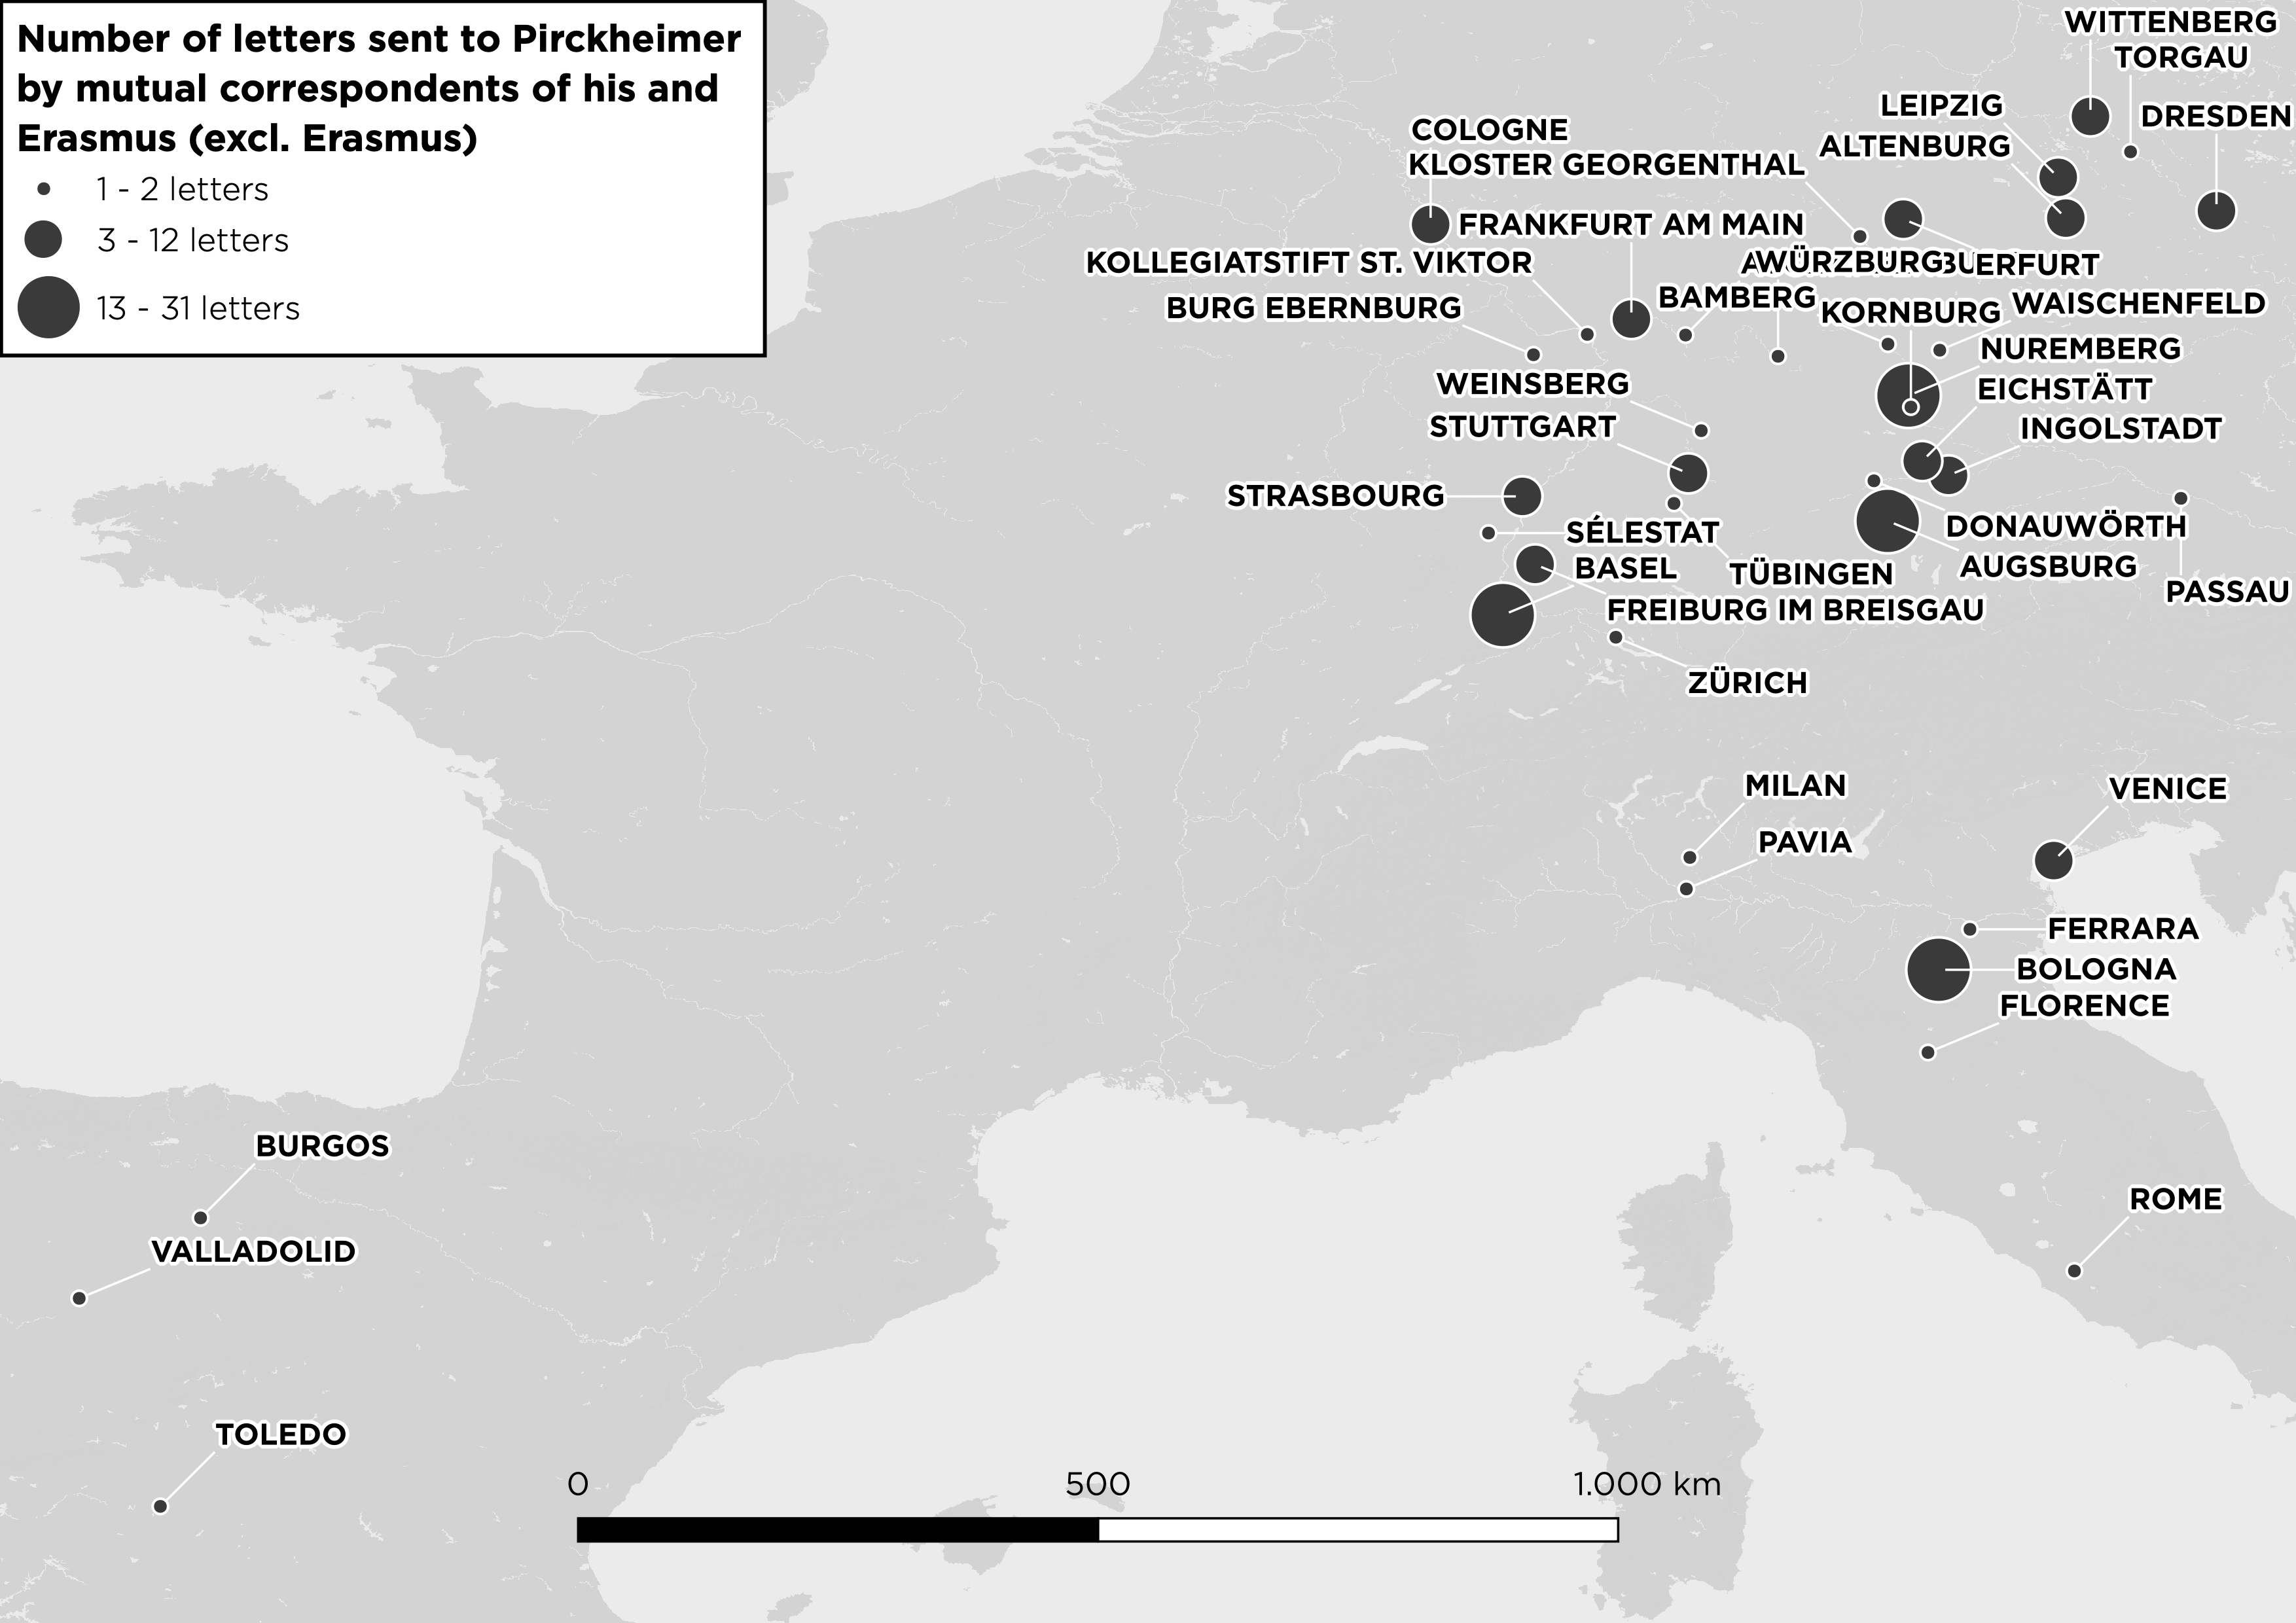 Number of letters sent to Pirckheimer
by mutual correspondents of his and
Erasmus (excl. Erasmus)
1 - 2 letters
3 - 12 letters
13 - 31 letters
WITTENBERG
TORGAU
LEIPZIG
DRESDEN
ALTENBURG
COLOGNE
KLOSTER GEORGENTHAL
FRANKFURT AM MAIN
KOLLEGIATSTIFT ST. VIKTOR
WÜRZBURG
ERFURT
BURG EBERNBURG
BAMBERG
KORNBURG
WAISCHENFELD
NUREMBERG
WEINSBERG
EICHSTÄTT
STUTTGART
INGOLSTADT
STRASBOURG
SÉLESTAT
DONAUWÖRTH
BASEL
TÜBINGEN
AUGSBURG
PASSAU
FREIBURG IM BREISGAU
ZÜRICH
MILAN
VENICE
PAVIA
FERRARA
BOLOGNA
FLORENCE
BURGOS
ROME
VALLADOLID
TOLEDO
0 500 1.000 km